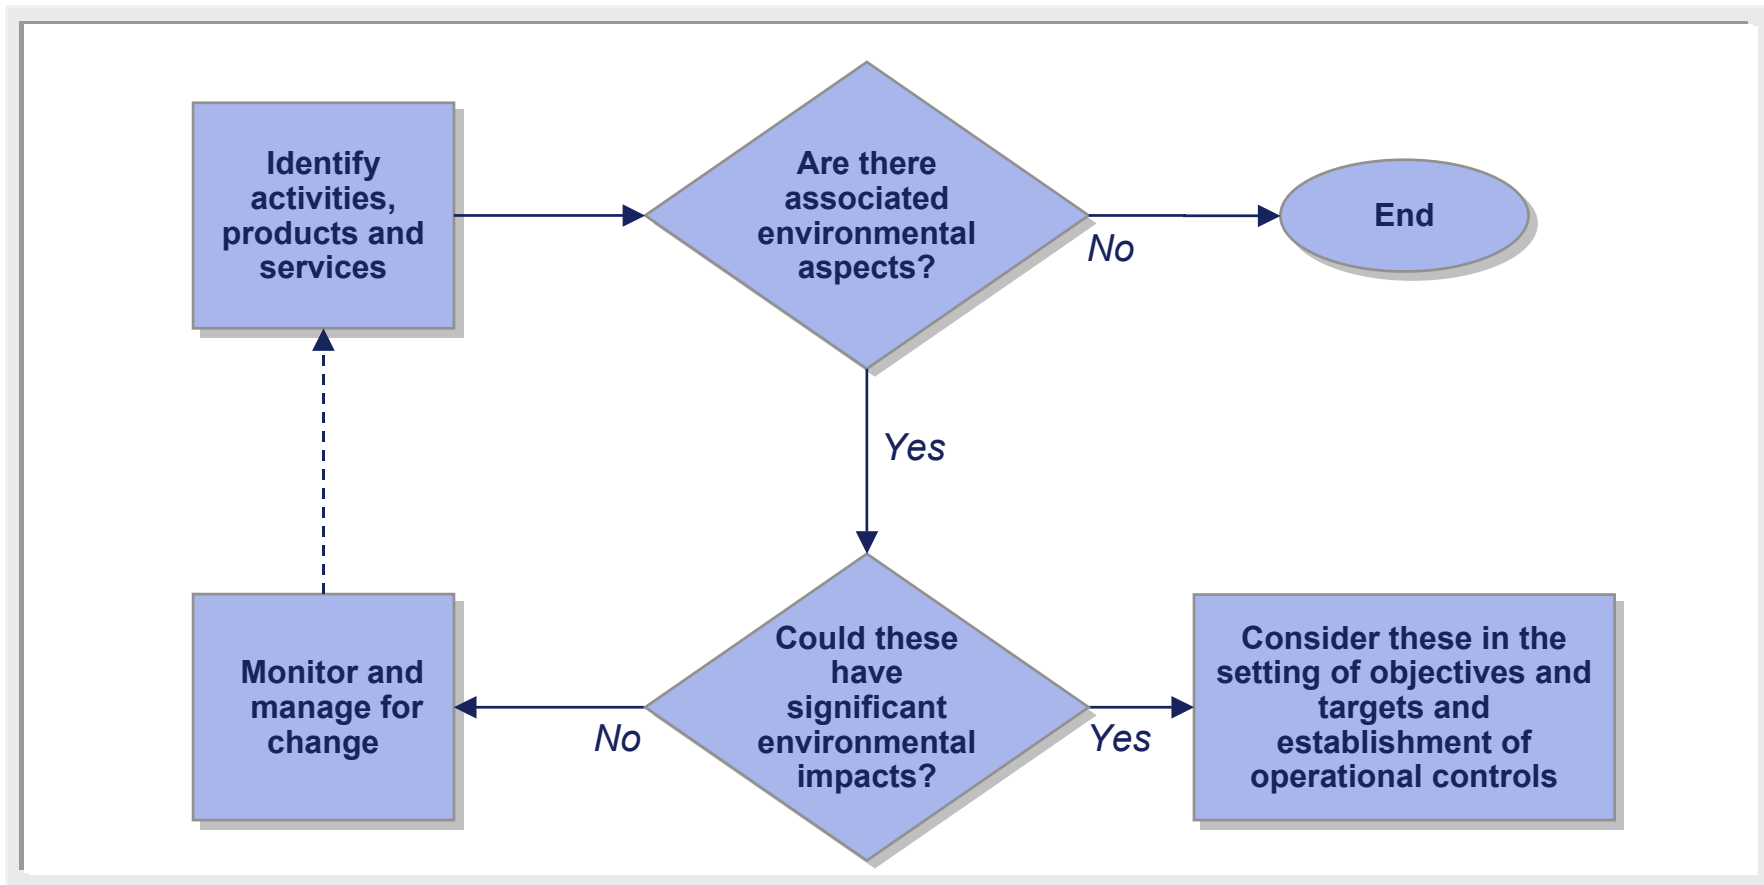 Identify
activities,
products and
services
Are there
associated
environmental
aspects?
No
End
Yes
Could these
have
significant
environmental
impacts?
No
Monitor and
manage for
change
Yes
Consider these in the
setting of objectives and
targets and
establishment of
operational controls